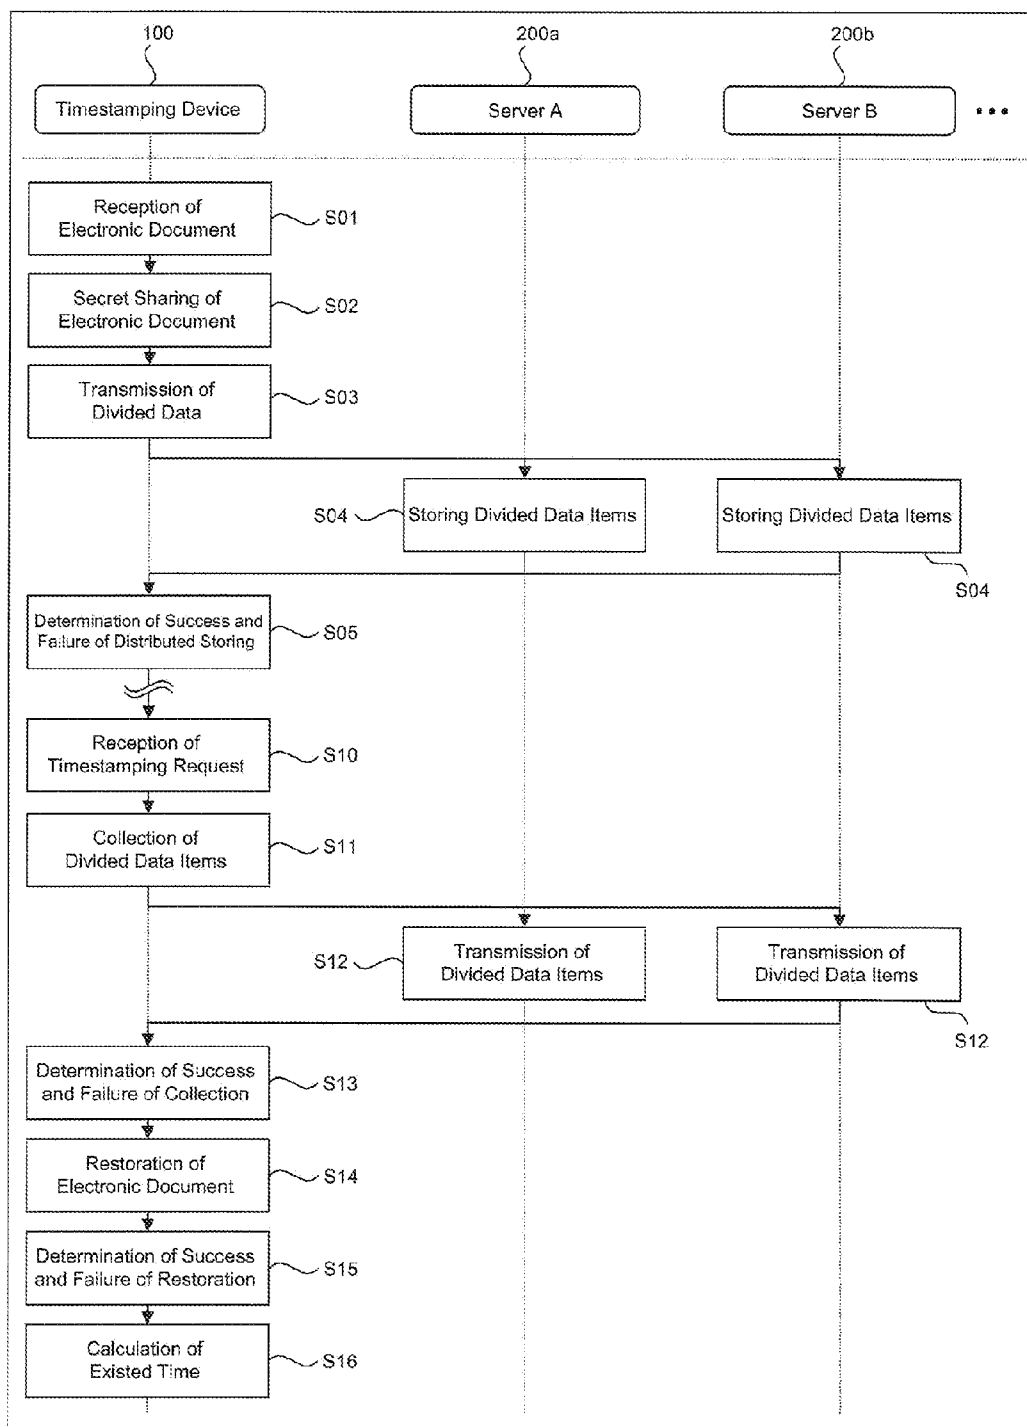 100
200a
200b
Timestamping Device
Server A
Server B
•••
Reception of
Electronic Document
S01
Secret Sharing of
Electronic Document
S02
Transmission of
Divided Data
S03
S04
Storing Divided Data Items
Storing Divided Data Items
S04
Determination of Success and
Failure of Distributed Storing
S05
Reception of
Timestamping Request
S10
Collection of
Divided Data Items
S11
S12
Transmission of
Divided Data Items
Transmission of
Divided Data Items
S12
Determination of Success
and Failure of Collection
S13
Restoration of
Electronic Document
S14
Determination of Success
and Failure of Restoration
S15
Calculation of
Existed Time
S16